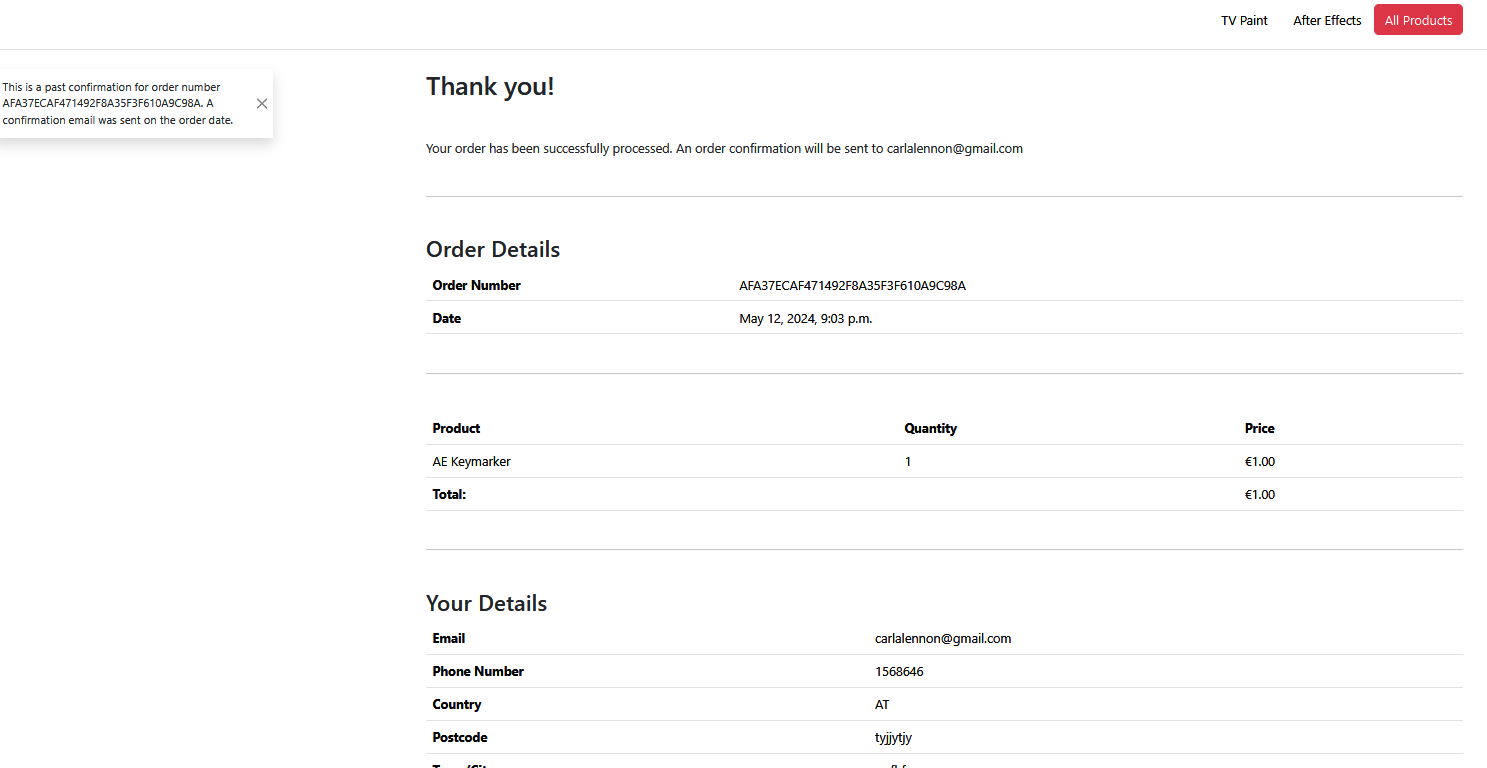 TV Paint After Effects All Products
This is a past confirmation for order number
AFA37ECAF471492F8A35F3F610A9C98A. A
confirmation email was sent on the order date.
Thank you!
Your order has been successfully processed. An order confirmation will be sent to carlalennon@gmail.com
Order Details
Order Number AFA37ECAF471492F8A35F3F610A9C98A
Date May 12, 2024, 9:03 p.m.
Product Quantity Price
AE Keymarker 1 €1.00
Total: €1.00
Your Details
Email carlalennon@gmail.com
Phone Number 1568646
Country AT
Postcode tyjjytjy